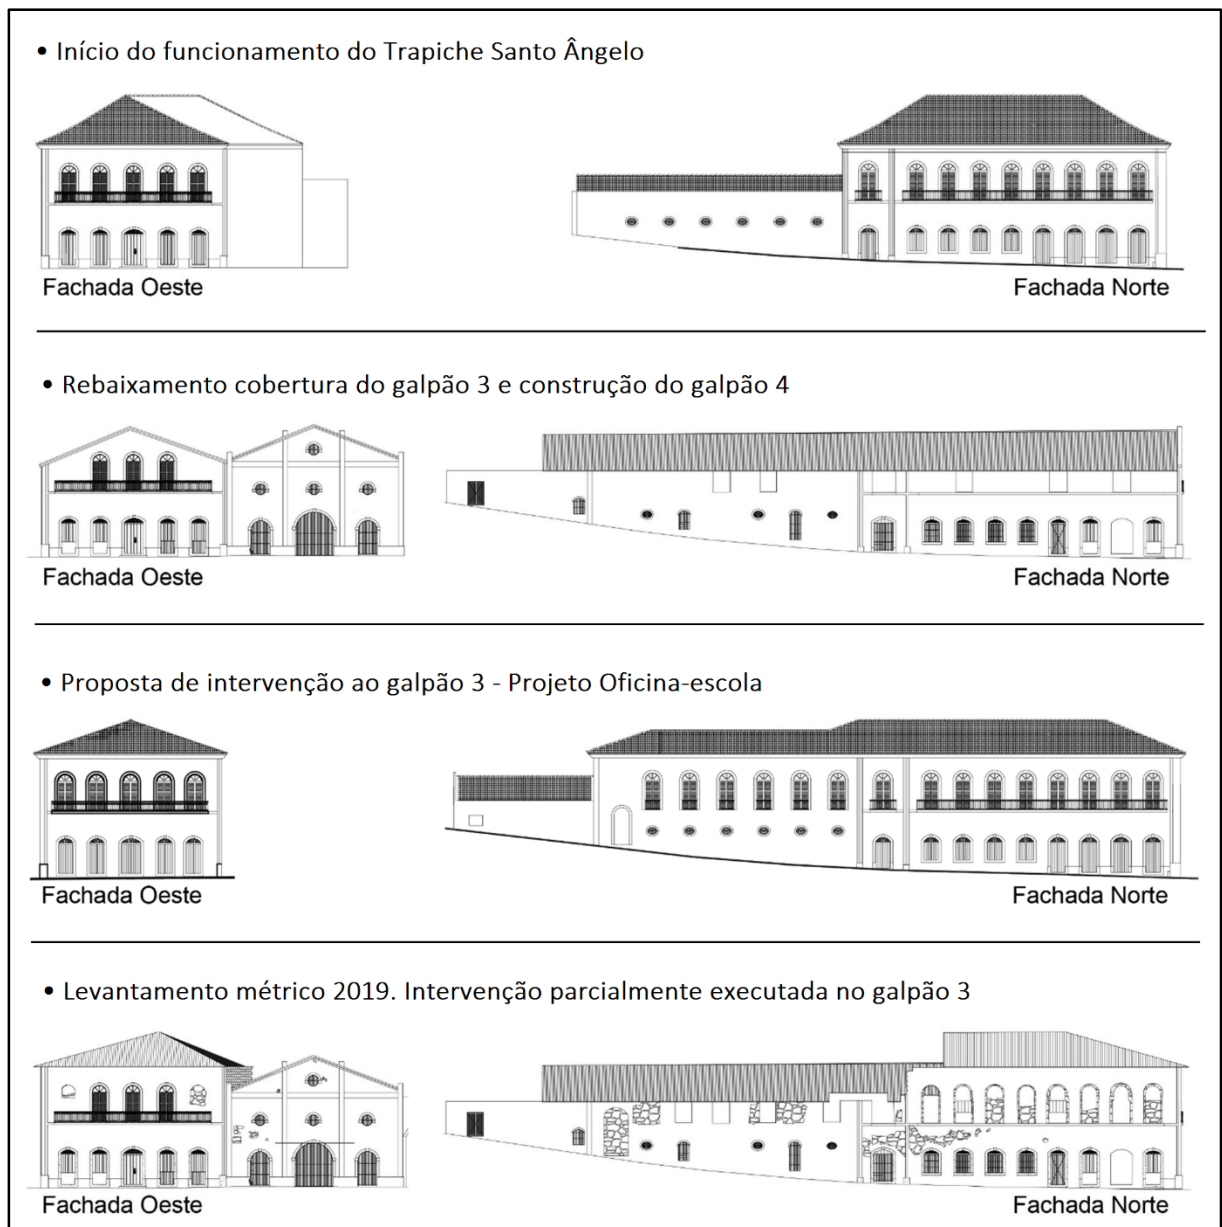 • Início do funcionamento do Trapiche Santo Ângelo
Fachada Oeste
Fachada Norte
• Rebaixamento cobertura do galpão 3 e construção do galpão 4
Fachada Oeste
Fachada Norte
• Proposta de intervenção ao galpão 3 - Projeto Oficina-escola
Fachada Oeste
Fachada Norte
• Levantamento métrico 2019. Intervenção parcialmente executada no galpão 3
Fachada Oeste
Fachada Norte